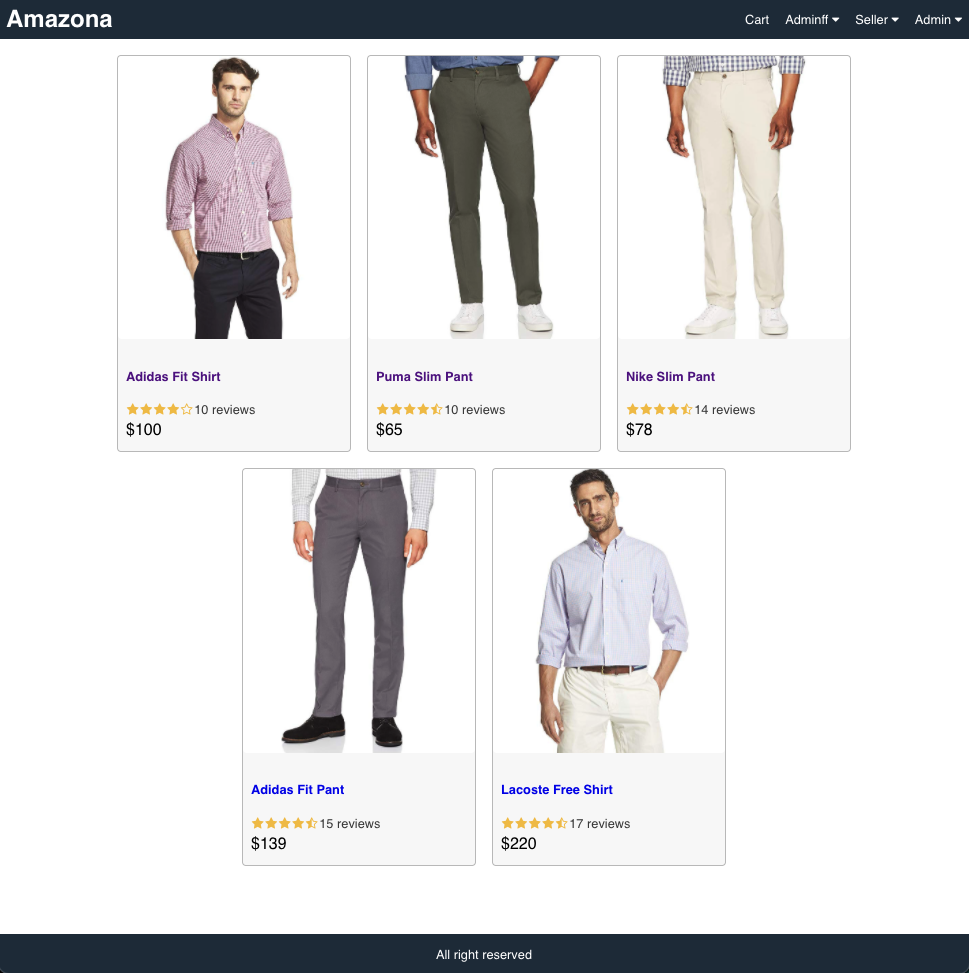 Amazona
Cart Adminff Seller Admin
Adidas Fit Shirt
10 reviews
$100
Puma Slim Pant
10 reviews
$65
Nike Slim Pant
14 reviews
$78
Adidas Fit Pant
15 reviews
$139
Lacoste Free Shirt
17 reviews
$220
All right reserved